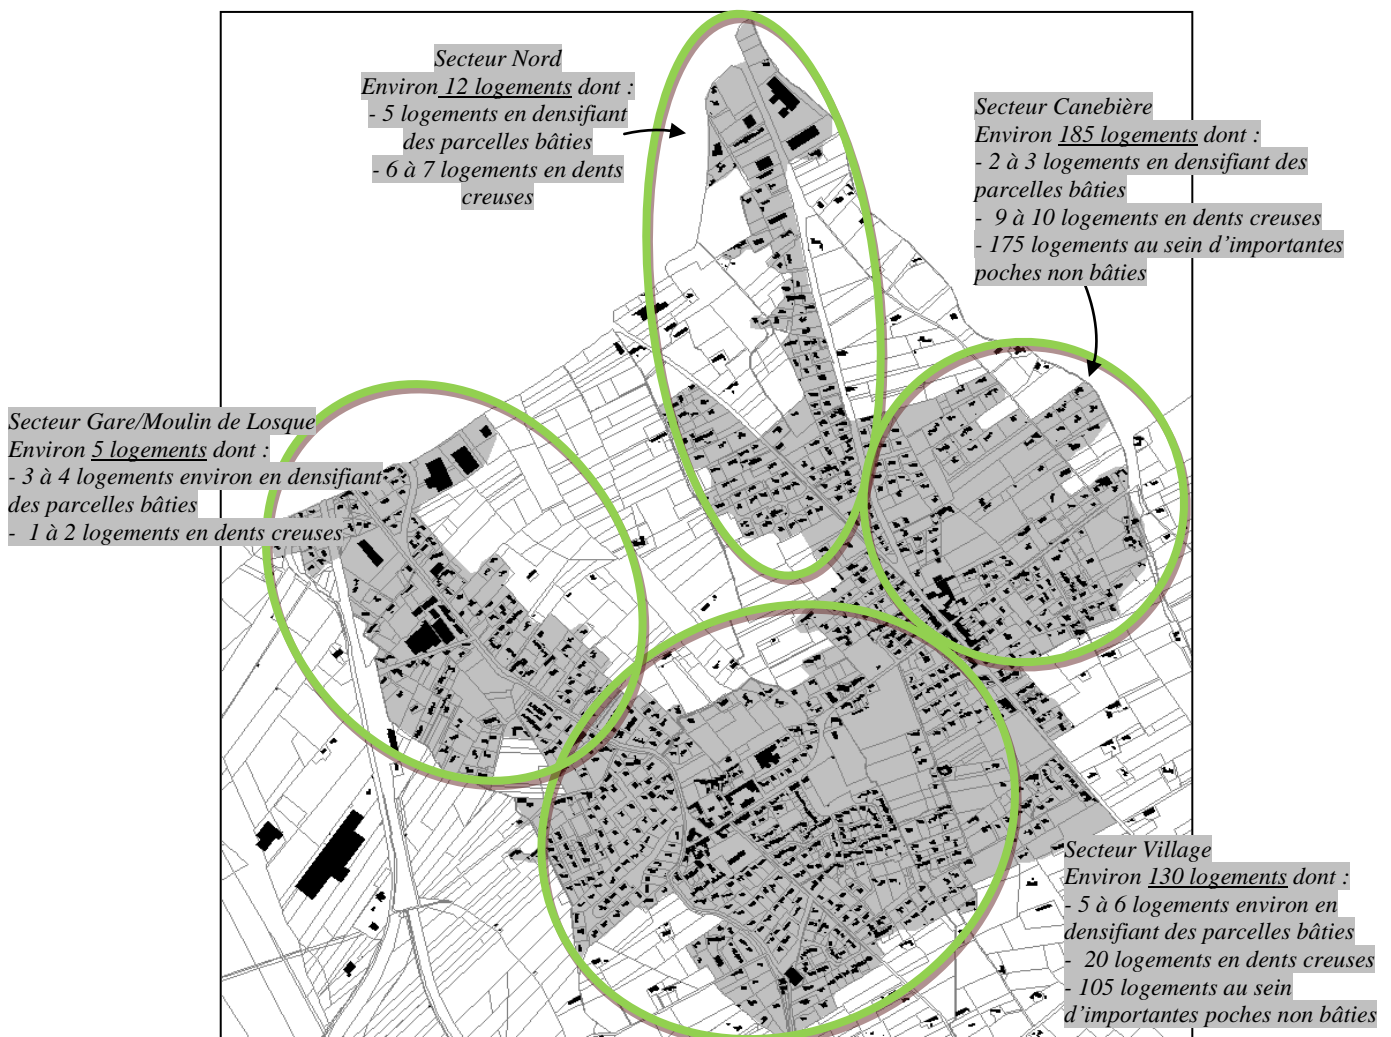 Secteur Nord
Environ 12 logements dont :
- 5 logements en densifiant
des parcelles bâties
- 6 à 7 logements en dents
creuses
Secteur Canebière
Environ 185 logements dont :
- 2 à 3 logements en densifiant des
parcelles bâties
- 9 à 10 logements en dents creuses
- 175 logements au sein d’importantes
poches non bâties
Secteur Gare/Moulin de Losque
Environ 5 logements dont :
- 3 à 4 logements environ en densifiant
des parcelles bâties
- 1 à 2 logements en dents creuses
Secteur Village
Environ 130 logements dont :
- 5 à 6 logements environ en
densifiant des parcelles bâties
- 20 logements en dents creuses
- 105 logements au sein
d’importantes poches non bâties